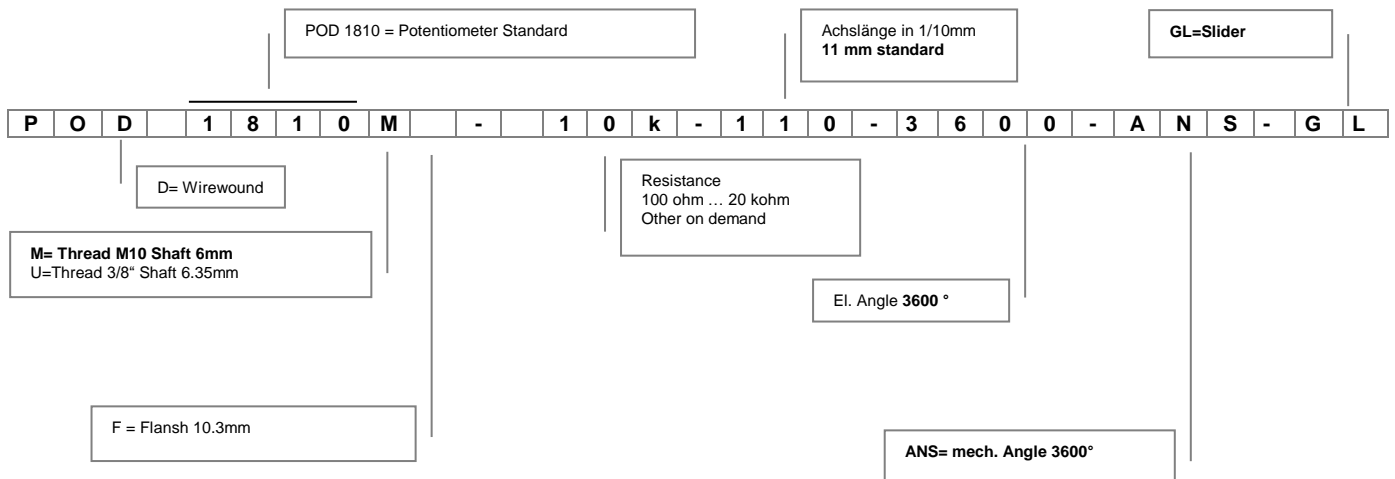 POD 1810 = Potentiometer Standard
Achslänge in 1/10mm
11 mm standard
GL=Slider
P O D 1 8 1 0 M - 1 0 k - 1 1 0 - 3 6 0 0 - A N S - G L
D= Wirewound
Resistance
100 ohm … 20 kohm
Other on demand
M= Thread M10 Shaft 6mm
U=Thread 3/8“ Shaft 6.35mm
El. Angle 3600 °
F = Flansh 10.3mm
ANS= mech. Angle 3600°